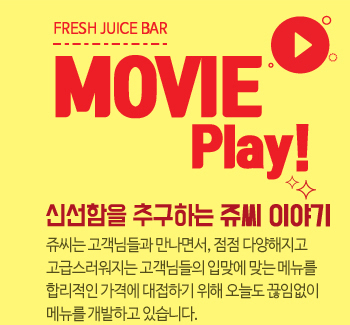 FRESH JUICE BAR
MOVIE
Play!
신선함을 추구하는 쥬씨 이야기
쥬씨는 고객님들과 만나면서, 점점 다양해지고
고급스러워지는 고객님들의 입맛에 맞는 메뉴를
합리적인 가격에 대접하기 위해 오늘도 끊임없이
메뉴를 개발하고 있습니다.